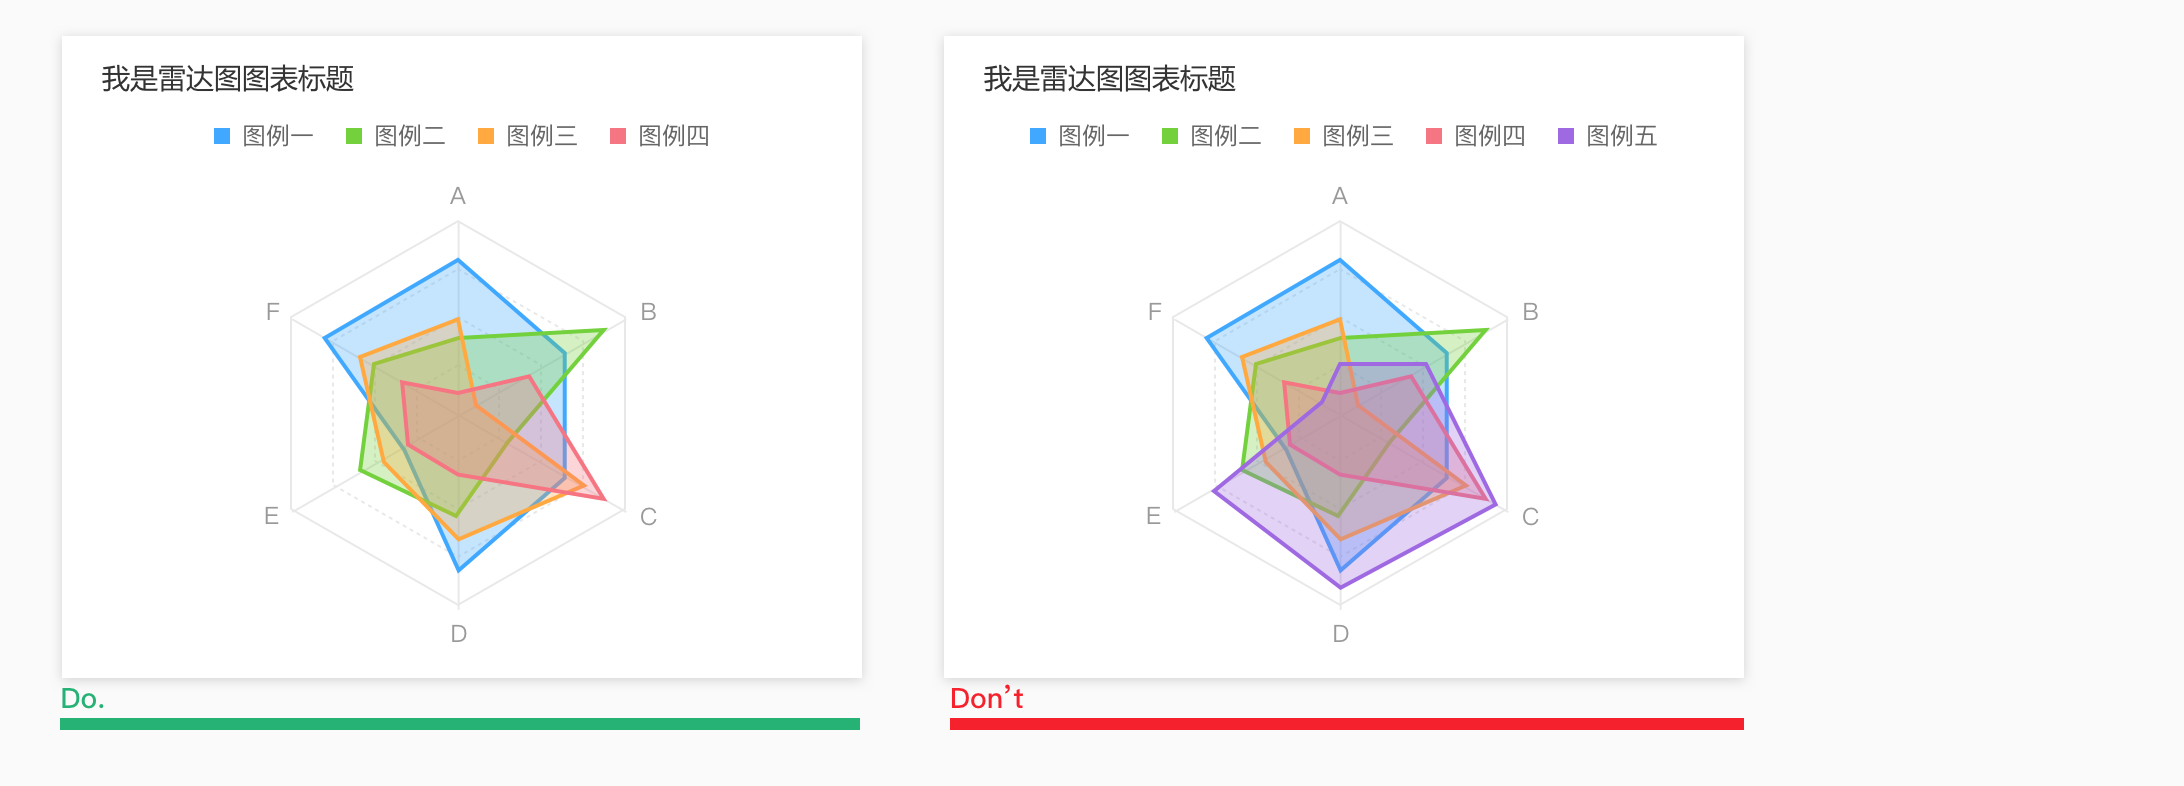 我是雷达图图表标题
图例一 图例二 图例三 图例四
A
F B
E C
D
Do.
我是雷达图图表标题
图例一 图例二 图例三 图例四 图例五
A
F B
E C
D
Don’t